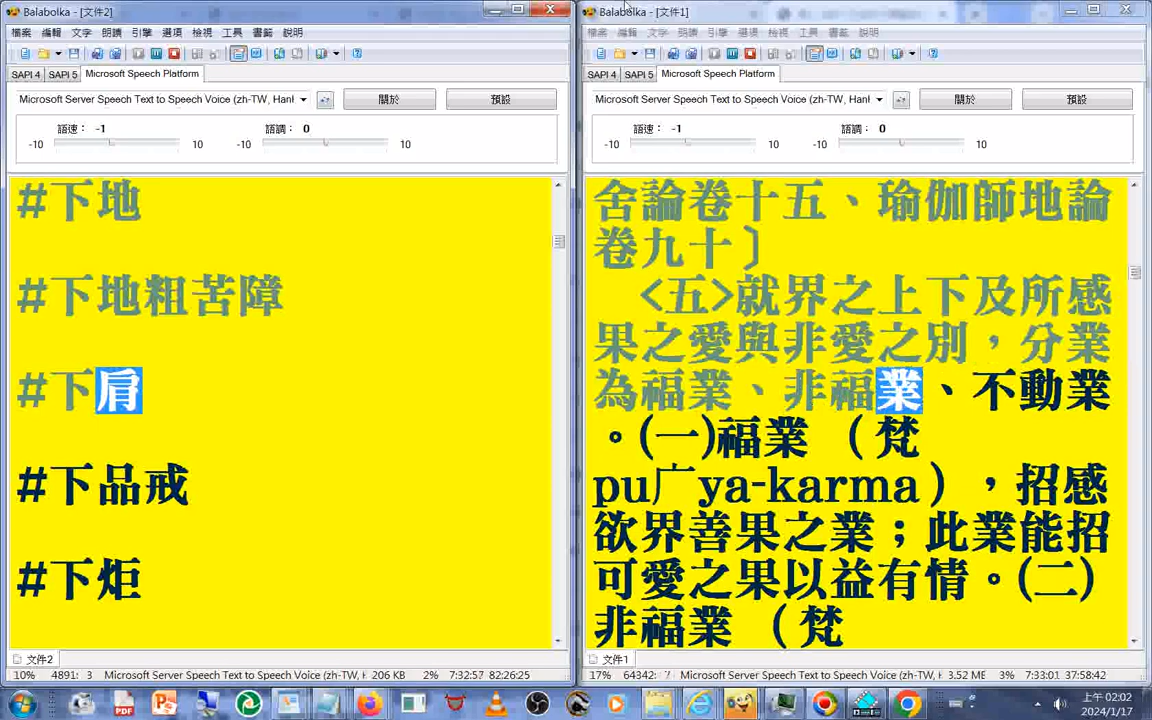 Balabolka - [文件2]
檔案 編輯 文字 朗讀 引擎 選項 檢視 工具 書籤 說明
SAPI 4 SAPI 5 Microsoft Speech Platform
Microsoft Server Speech Text to Speech Voice (zh-TW, Hanl 關於 預設
語速： -1 語調： 0
-10 10 -10 10
#下地
#下地粗苦障
#下肩
#下品戒
#下炬
文件2
10% 4891: 3 Microsoft Server Speech Text to Speech Voice (zh-TW, H 206 KB 2% 7:32:57 82:26:25
Balabolka - [文件1]
檔案 編輯 文字 朗讀 引擎 選項 檢視 工具 書籤 說明
SAPI 4 SAPI 5 Microsoft Speech Platform
Microsoft Server Speech Text to Speech Voice (zh-TW, Hanl 關於 預設
語速： -1 語調： 0
-10 10 -10 10
舍論卷十五、瑜伽師地論
卷九十〕
<五>就界之上下及所感
果之愛與非愛之別，分業
為福業、非福業、不動業
。(一)福業 （梵
pu广ya-karma），招感
欲界善果之業；此業能招
可愛之果以益有情。(二)
非福業 （梵
文件1
17% 64342: Microsoft Server Speech Text to Speech Voice (zh-TW, H 3.52 MB 3% 7:33:01 37:58:42
上午 02:02
2024/1/17